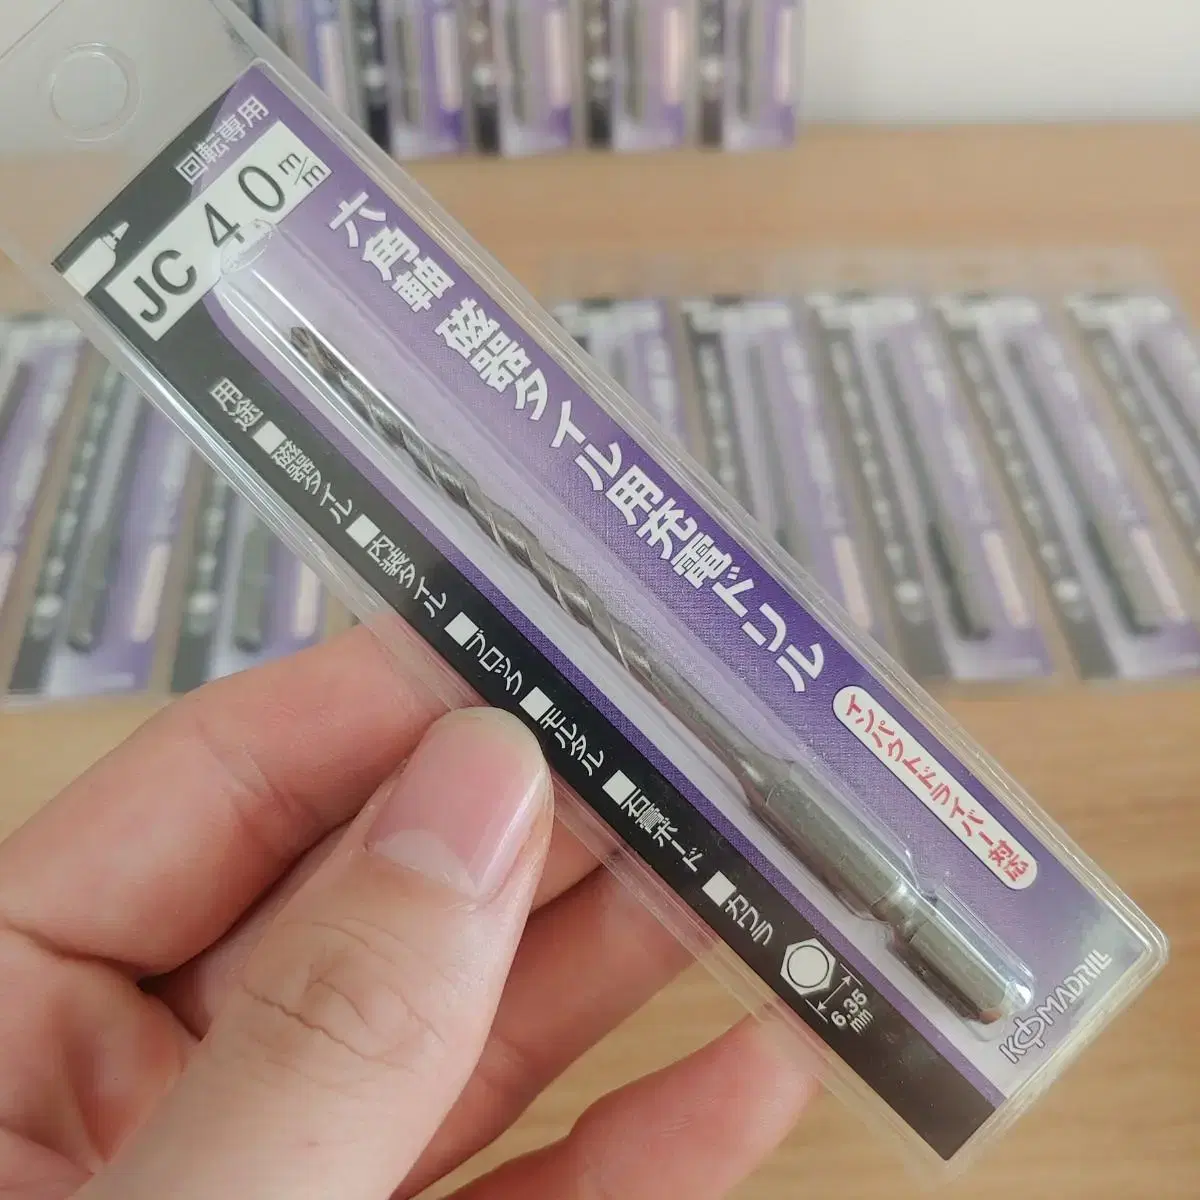 回転専用
JC 4.0 m/m
六角軸 磁器タイル用充電ドリル
インパクトドライバー対応
用途 ■磁器タイル ■内装タイル ■ブロック ■モルタル ■石膏ボード ■カワラ
6.35
mm
KOMADRILL